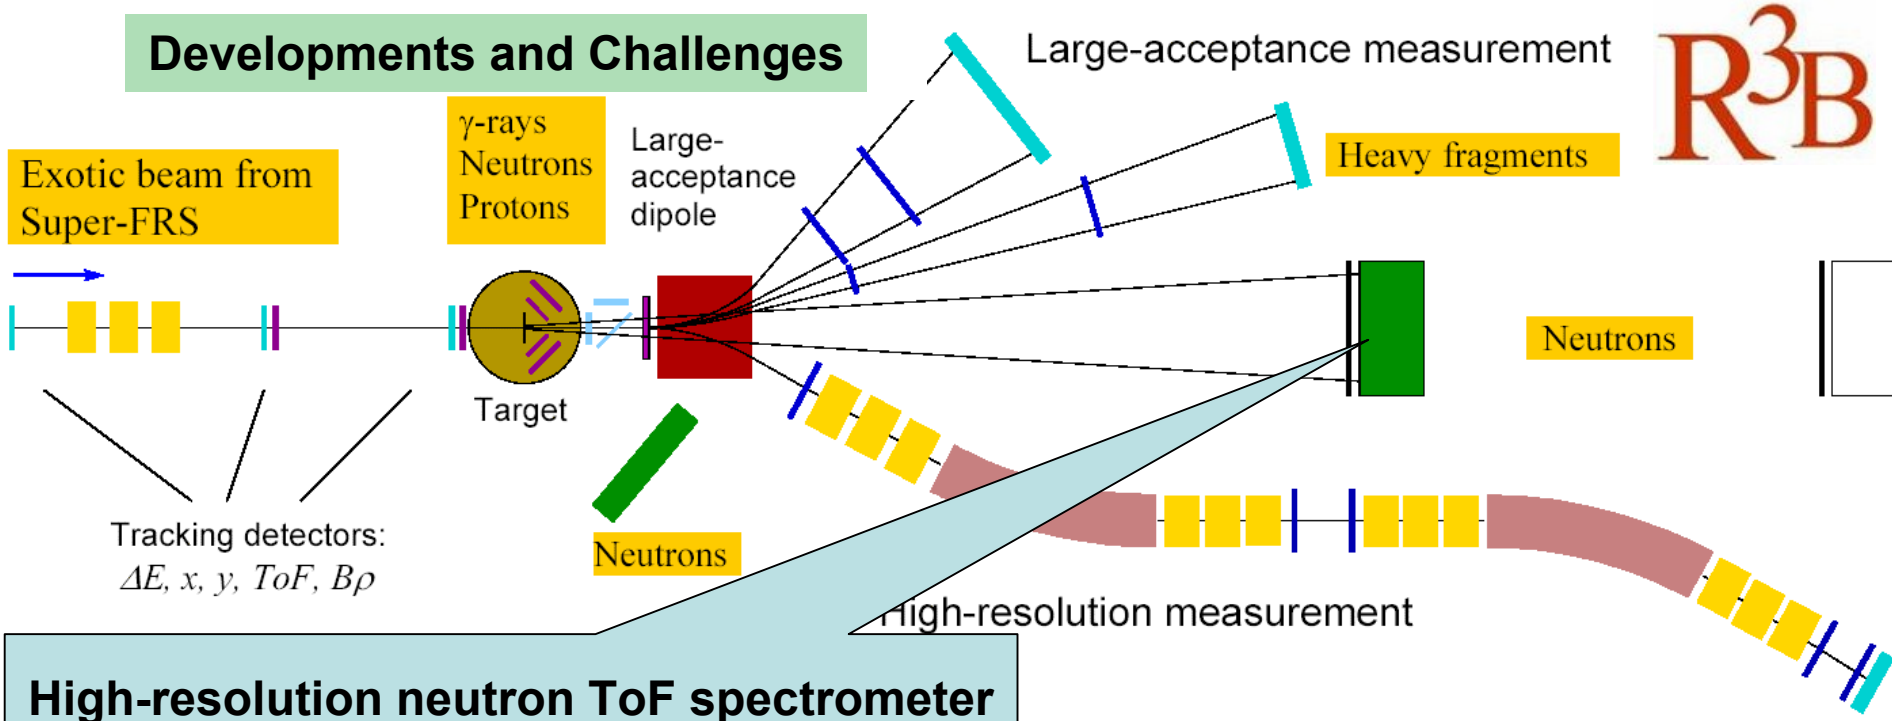 Developments and Challenges
Large-acceptance measurement
R3B
γ-rays
Neutrons
Protons
Large-
acceptance
dipole
Exotic beam from
Super-FRS
Heavy fragments
Neutrons
Target
Tracking detectors:
ΔE, x, y, ToF, Bρ
Neutrons
High-resolution measurement
High-resolution neutron ToF spectrometer